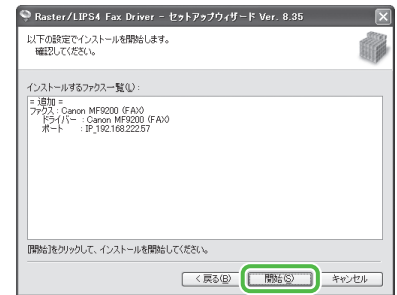 Raster/LIPS4 Fax Driver - セットアップウィザード Ver. 8.35
以下の設定でインストールを開始します。
確認してください。
インストールするファクス一覧(L):
= 追加 =
ファクス : Canon MF9200 (FAX)
ドライバー : Canon MF9200 (FAX)
ポート : IP_192.168.222.57
[開始]をクリックして、インストールを開始してください。
< 戻る(B)
開始(S)
キャンセル